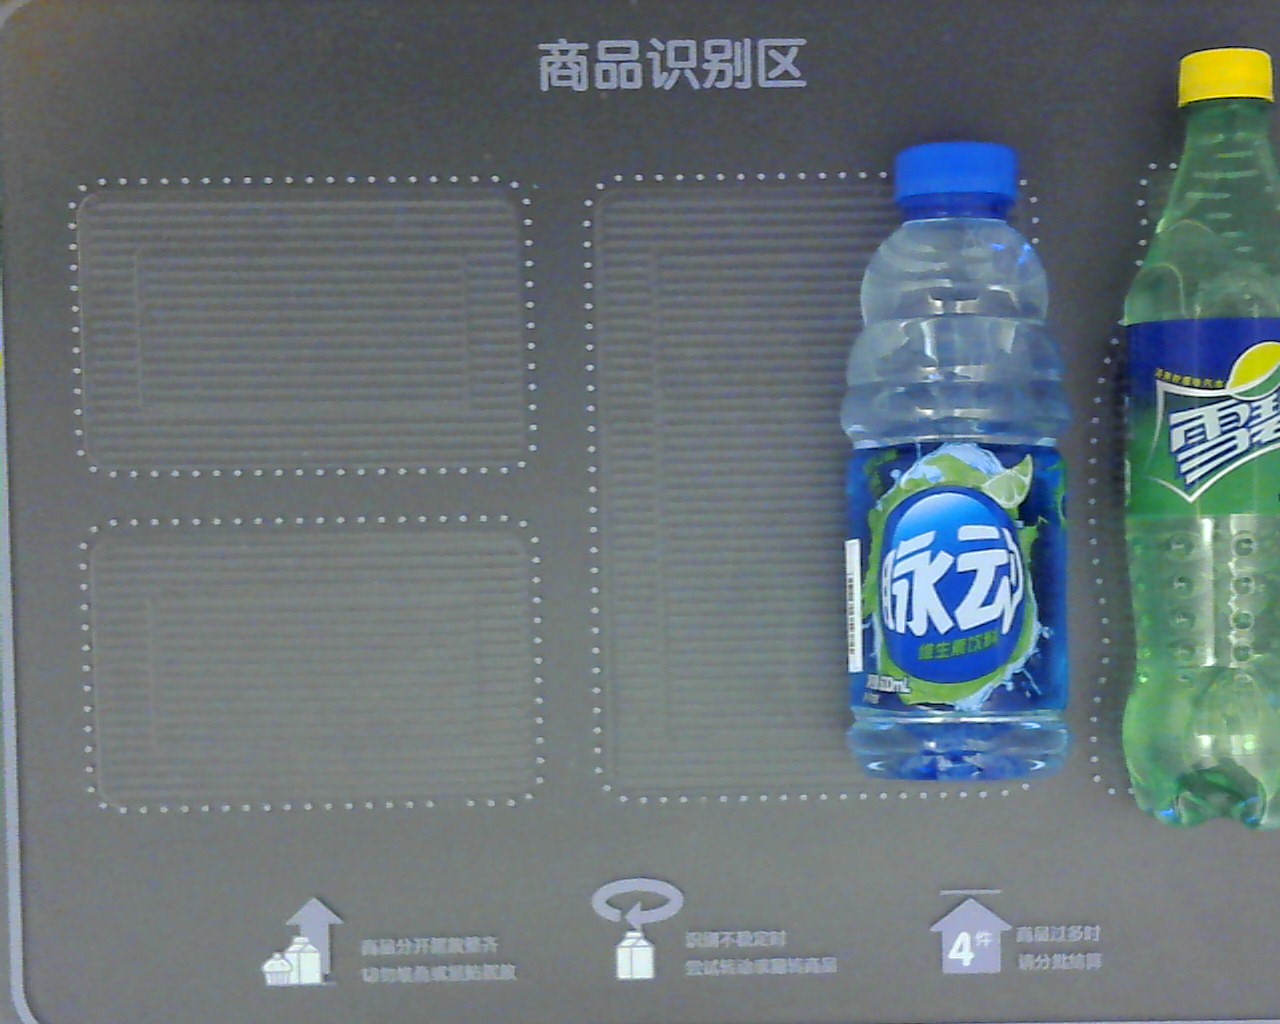 商品识别区
雪碧
脉动
维生素饮料
商品分开摆放整齐
切勿堆叠或紧贴摆放
识别不稳定时
尝试转动或翻转商品
4件
商品过多时
请分批结算